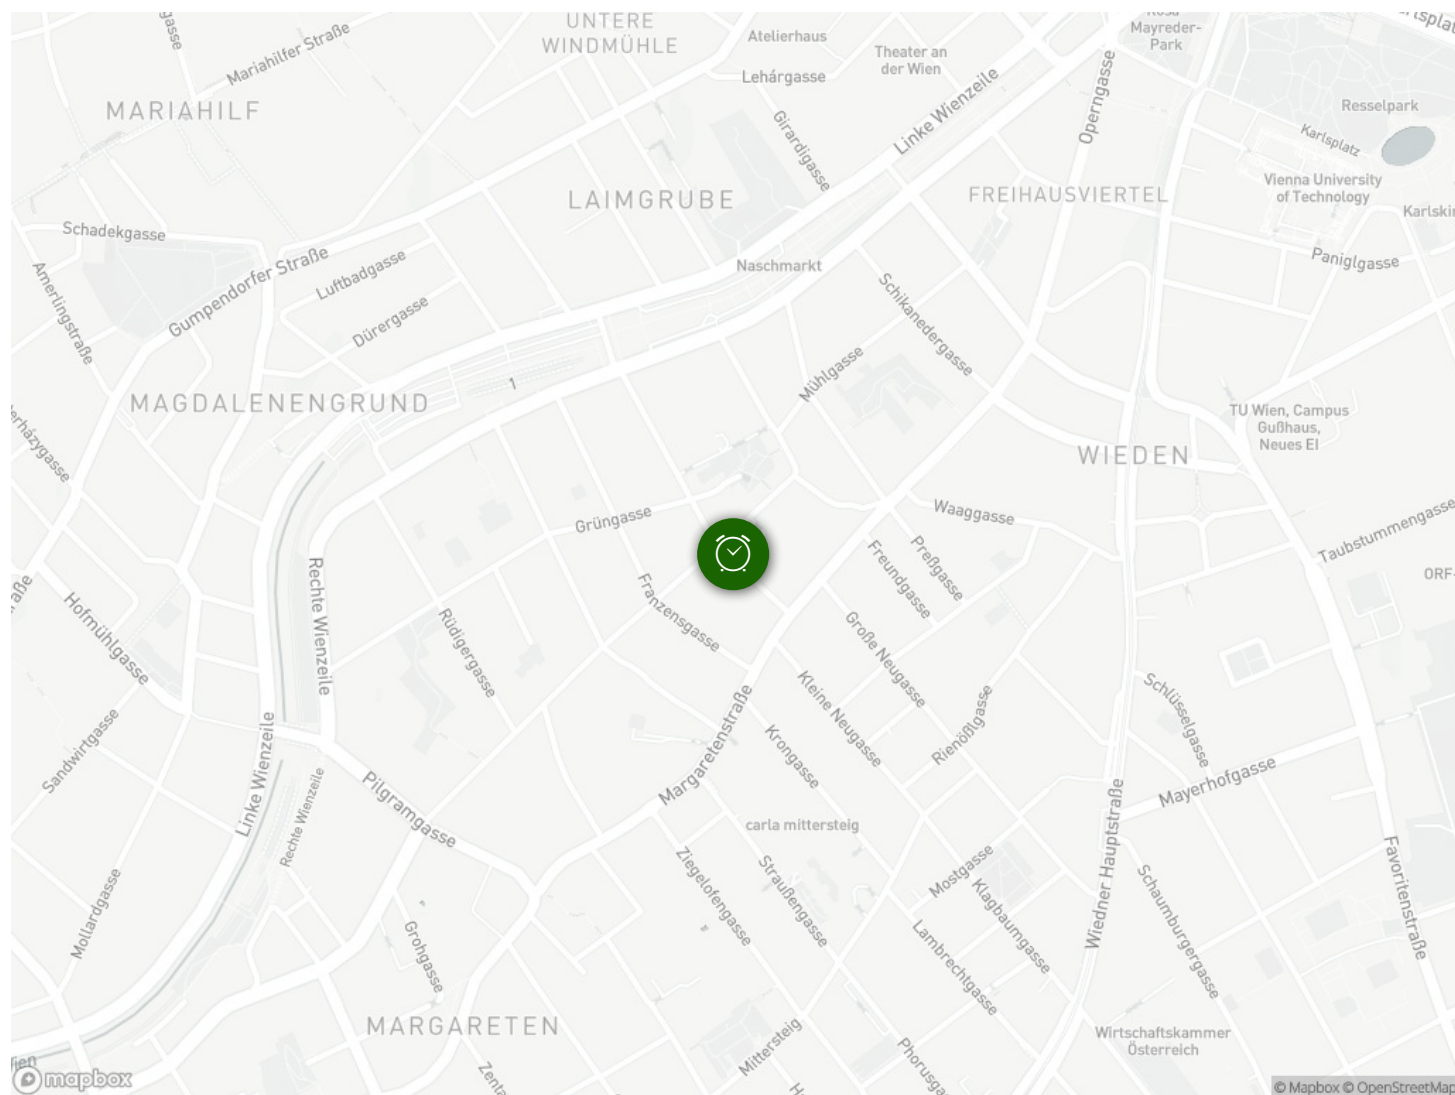 UNTERE
WINDMÜHLE
Atelierhaus
Theater an
der Wien
Mayreder-
Park
Mariahilfer Straße
Lehárgasse
MARIAHILF
Linke Wienzeile
Operngasse
Resselpark
Girardigasse
Karlsplatz
Vienna University
of Technology
LAIMGRUBE
FREIHAUSVIERTEL
Schadekgasse
Paniglgasse
Gumpendorfer Straße
Luftbadgasse
Naschmarkt
Amerlingstraße
Dürergasse
Schikanedergasse
Mühlgasse
1
MAGDALENENGRUND
TU Wien, Campus
Gußhaus,
Neues EI
WIEDEN
Grüngasse
Waaggasse
Taubstummengasse
Preßgasse
Freundgasse
Rechte Wienzeile
Hofmühlgasse
Franzensgasse
Rüdigergasse
Große Neugasse
Kleine Neugasse
Schlüsselgasse
Rienößlgasse
Sandwirtgasse
Linke Wienzeile
Margaretenstraße
Krongasse
Mayerhofgasse
Rechte Wienzeile
Pilgramgasse
carla mittersteig
Wiedner Hauptstraße
Favoritenstraße
Ziegelofengasse
Straußengasse
Mostgasse
Klagbaumgasse
Schaumburgergasse
Mollardgasse
Grohgasse
Lambrechtgasse
MARGARETEN
Mittersteig
Wirtschaftskammer
Österreich
mapbox
© Mapbox © OpenStreetMap